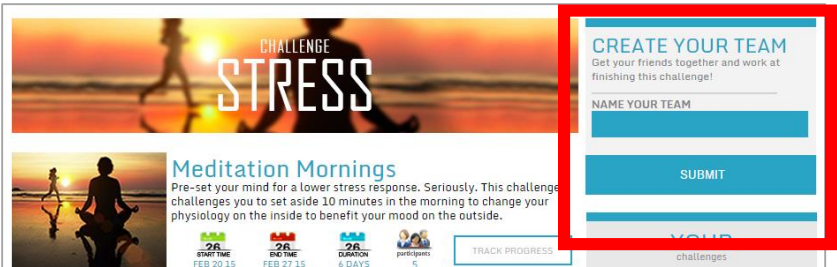 CHALLENGE
STRESS
CREATE YOUR TEAM
Get your friends together and work at
finishing this challenge!
NAME YOUR TEAM
SUBMIT
Meditation Mornings
Pre-set your mind for a lower stress response. Seriously. This challenge
challenges you to set aside 10 minutes in the morning to change your
physiology on the inside to benefit your mood on the outside.
26
START TIME
FEB 20 15
26
END TIME
FEB 27 15
26
DURATION
6 DAYS
participants
5
TRACK PROGRESS
YOUR
challenges